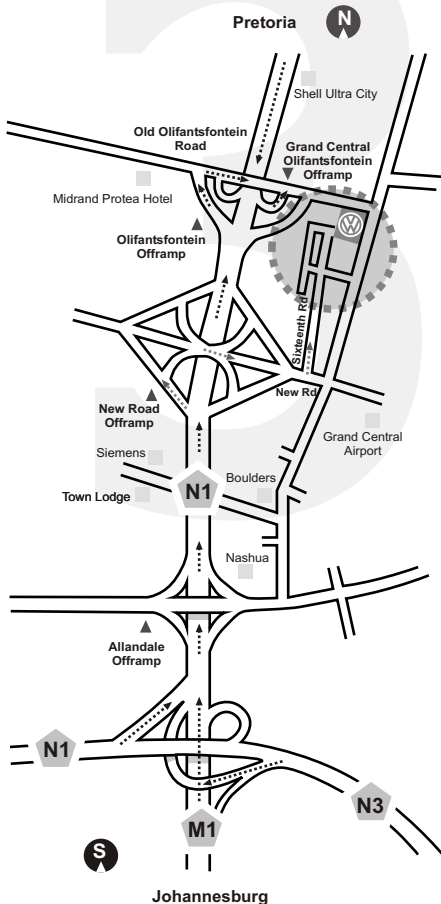 Pretoria
N
Shell Ultra City
Old Olifantsfontein
Road
Grand Central
Olifantsfontein
Offramp
Midrand Protea Hotel
Olifantsfontein
Offramp
Sixteenth Rd
New Rd
New Road
Offramp
Grand Central
Airport
Siemens
N1
Boulders
Town Lodge
Nashua
Allandale
Offramp
N1
N3
M1
S
Johannesburg
3
VW